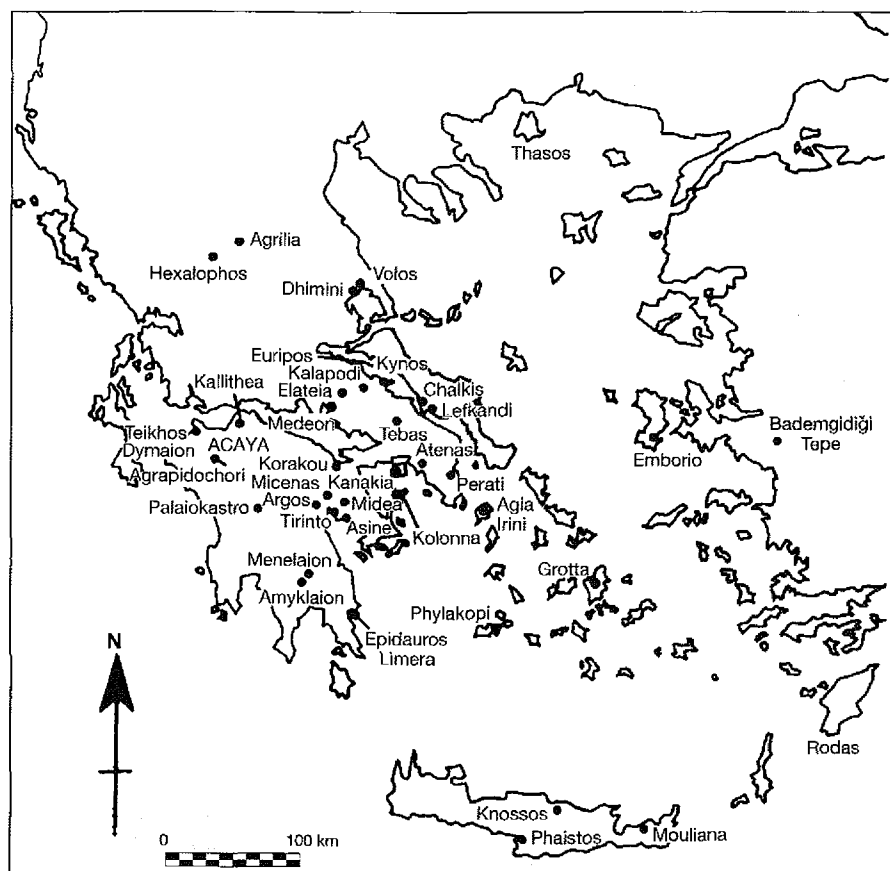 Thasos
Agrilia
Hexalophos
Volos
Dhimini
Euripos
Kynos
Kalapodi
Kallithea
Elateia
Chalkis
Lefkandi
Teikhos
Dymaion
ACAYA
Medeon
Tebas
Bademgidiği
Tepe
Emborio
Atenas
Agrapidochori
Korakou
Perati
Micenas
Kanakia
Argos
Midea
Agia
Irini
Palaiokastro
Tirinto
Asine
Kolonna
Menelaion
Grotta
Amyklaion
Phylakopi
Epidauros
Limera
N
Rodas
Knossos
Phaistos
Mouliana
0
100 km